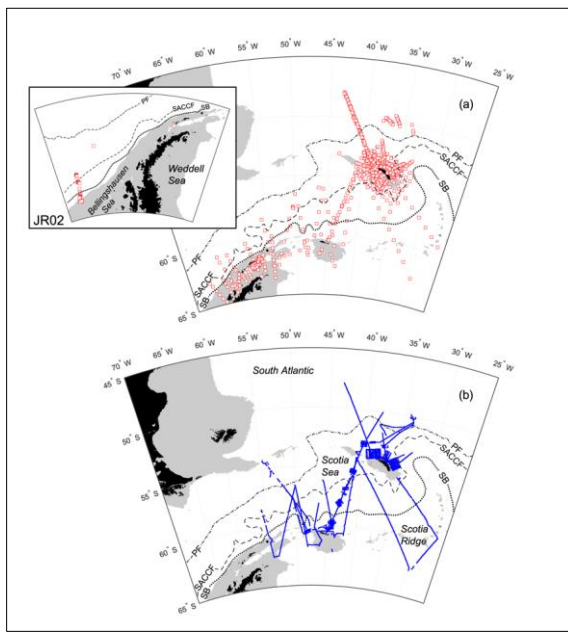 70° W
65° W
60° W
55° W
50° W
45° W
40° W
35° W
30° W
25° W
(a)
PF
SACCF
SB
PF
SACCF
SB
Weddell
Sea
Bellingshausen
Sea
JR02
60° S
65° S
PF
SACCF
SB
70° W
65° W
60° W
55° W
50° W
45° W
40° W
35° W
30° W
25° W
45° S
South Atlantic
(b)
50° S
PF
SACCF
SB
Scotia
Sea
55° S
Scotia
Ridge
60° S
PF
SACCF
SB
65° S